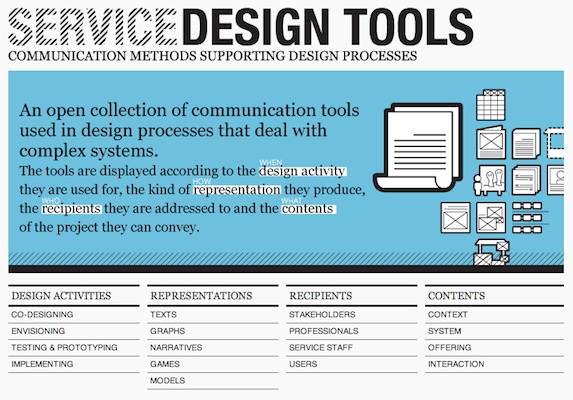 SERVICE DESIGN TOOLS
COMMUNICATION METHODS SUPPORTING DESIGN PROCESSES
An open collection of communication tools
used in design processes that deal with
complex systems.
WHEN
The tools are displayed according to the design activity
HOW
they are used for, the kind of representation they produce,
WHO WHAT
the recipients they are addressed to and the contents
of the project they can convey.
DESIGN ACTIVITIES
CO-DESIGNING
ENVISIONING
TESTING & PROTOTYPING
IMPLEMENTING
REPRESENTATIONS
TEXTS
GRAPHS
NARRATIVES
GAMES
MODELS
RECIPIENTS
STAKEHOLDERS
PROFESSIONALS
SERVICE STAFF
USERS
CONTENTS
CONTEXT
SYSTEM
OFFERING
INTERACTION